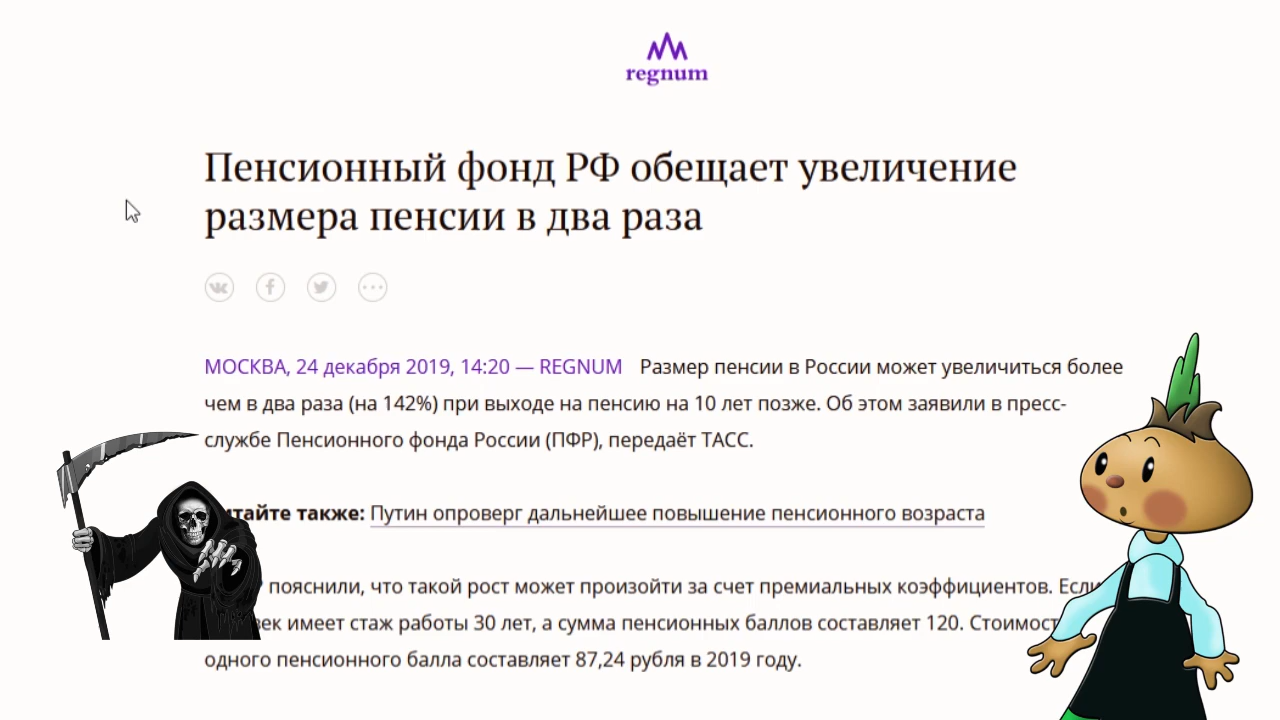 regnum
Пенсионный фонд РФ обещает увеличение
размера пенсии в два раза
МОСКВА, 24 декабря 2019, 14:20 — REGNUM Размер пенсии в России может увеличиться более
чем в два раза (на 142%) при выходе на пенсию на 10 лет позже. Об этом заявили в пресс-
службе Пенсионного фонда России (ПФР), передаёт ТАСС.
также: Путин опроверг дальнейшее повышение пенсионного возраста
пояснили, что такой рост может произойти за счет премиальных коэффициентов. Если
имеет стаж работы 30 лет, а сумма пенсионных баллов составляет 120.
одного пенсионного балла составляет 87,24 рубля в 2019 году.